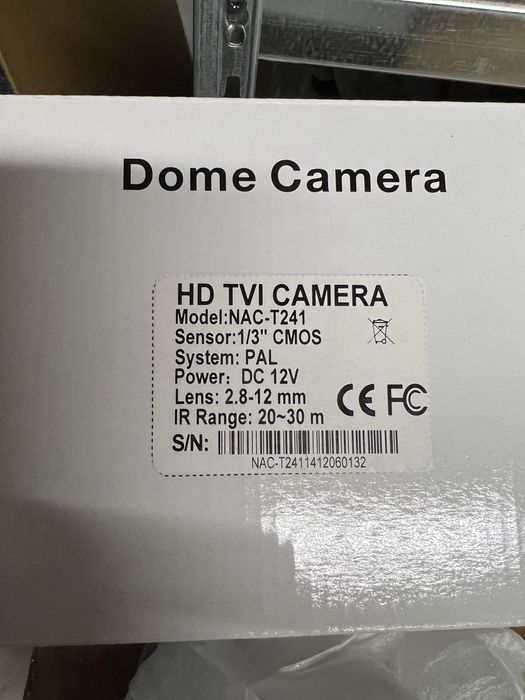 Dome Camera
HD TVI CAMERA
Model:NAC-T241
Sensor:1/3" CMOS
System: PAL
Power: DC 12V
Lens: 2.8-12 mm
IR Range: 20~30 m
CE FC
S/N:
NAC-T2411412060132